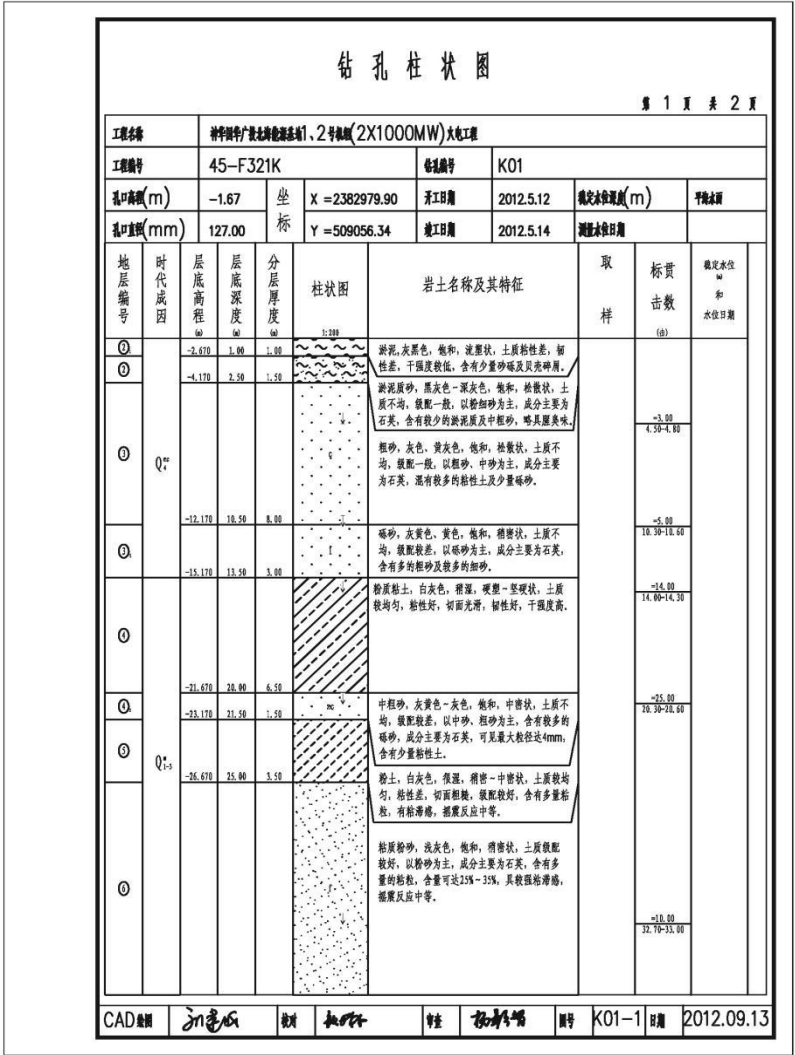 钻孔柱状图
第 1 页 共 2 页
工程名称 神华国华广投北海能源基地1、2号机组(2X1000MW)火电工程
工程编号 45-F321K 钻孔编号 K01
孔口高程(m) -1.67 坐标 X =2382979.90 开工日期 2012.5.12 稳定水位深度(m) 平均水面
孔口直径(mm) 127.00 Y =509056.34 竣工日期 2012.5.14 测量水位日期
地层编号 时代成因 层底高程(m) 层底深度(m) 分层厚度(m) 柱状图 1:200 岩土名称及其特征 取样 标贯击数(击) 稳定水位(m)和水位日期
② -2.670 1.00 1.00
淤泥,灰黑色,饱和,流塑状,土质粘性差,韧
性差,干强度较低,含有少量砂砾及贝壳碎屑。
② -4.170 2.50 1.50
淤泥质砂,黑灰色~深灰色,饱和,松散状,土
质不均,级配一般,以粉细砂为主,成分主要为
石英,含有较少的淤泥质及中粗砂,略具腥臭味。
=3.00
4.50-4.80
③ Q4 -12.170 10.50 8.00
粗砂,灰色、黄灰色,饱和,松散状,土质不
均,级配一般,以粗砂、中砂为主,成分主要
为石英,混有较多的粘性土及少量砾砂。
=5.00
10.30-10.60
③1 -15.170 13.50 3.00
砾砂,灰黄色、黄色,饱和,稍密状,土质不
均,级配较差,以砾砂为主,成分主要为石英,
含有多的粗砂及较多的细砂。
=14.00
14.00-14.30
④ -21.670 20.00 6.50
粉质粘土,白灰色,稍湿,硬塑~坚硬状,土质
较均匀,粘性好,切面光滑,韧性好,干强度高。
=25.00
20.30-20.60
④ -23.170 21.50 1.50
中粗砂,灰黄色~灰色,饱和,中密状,土质不
均,级配较差,以中砂、粗砂为主,含有较多的
砾砂,成分主要为石英,可见最大粒径达4mm,
含有少量粘性土。
⑤ Q1-3 -26.670 25.00 3.50
粉土,白灰色,很湿,稍密~中密状,土质较均
匀,粘性差,切面粗糙,级配较好,含有多量粘
粒,有粘滞感,摇震反应中等。
⑥
粘质粉砂,浅灰色,饱和,稍密状,土质级配
较好,以粉砂为主,成分主要为石英,含有多
量的粘粒,含量可达25%~35%,具较强粘滞感,
摇震反应中等。
=10.00
32.70-33.00
CAD绘图 校对 审查 图号 K01-1 日期 2012.09.13